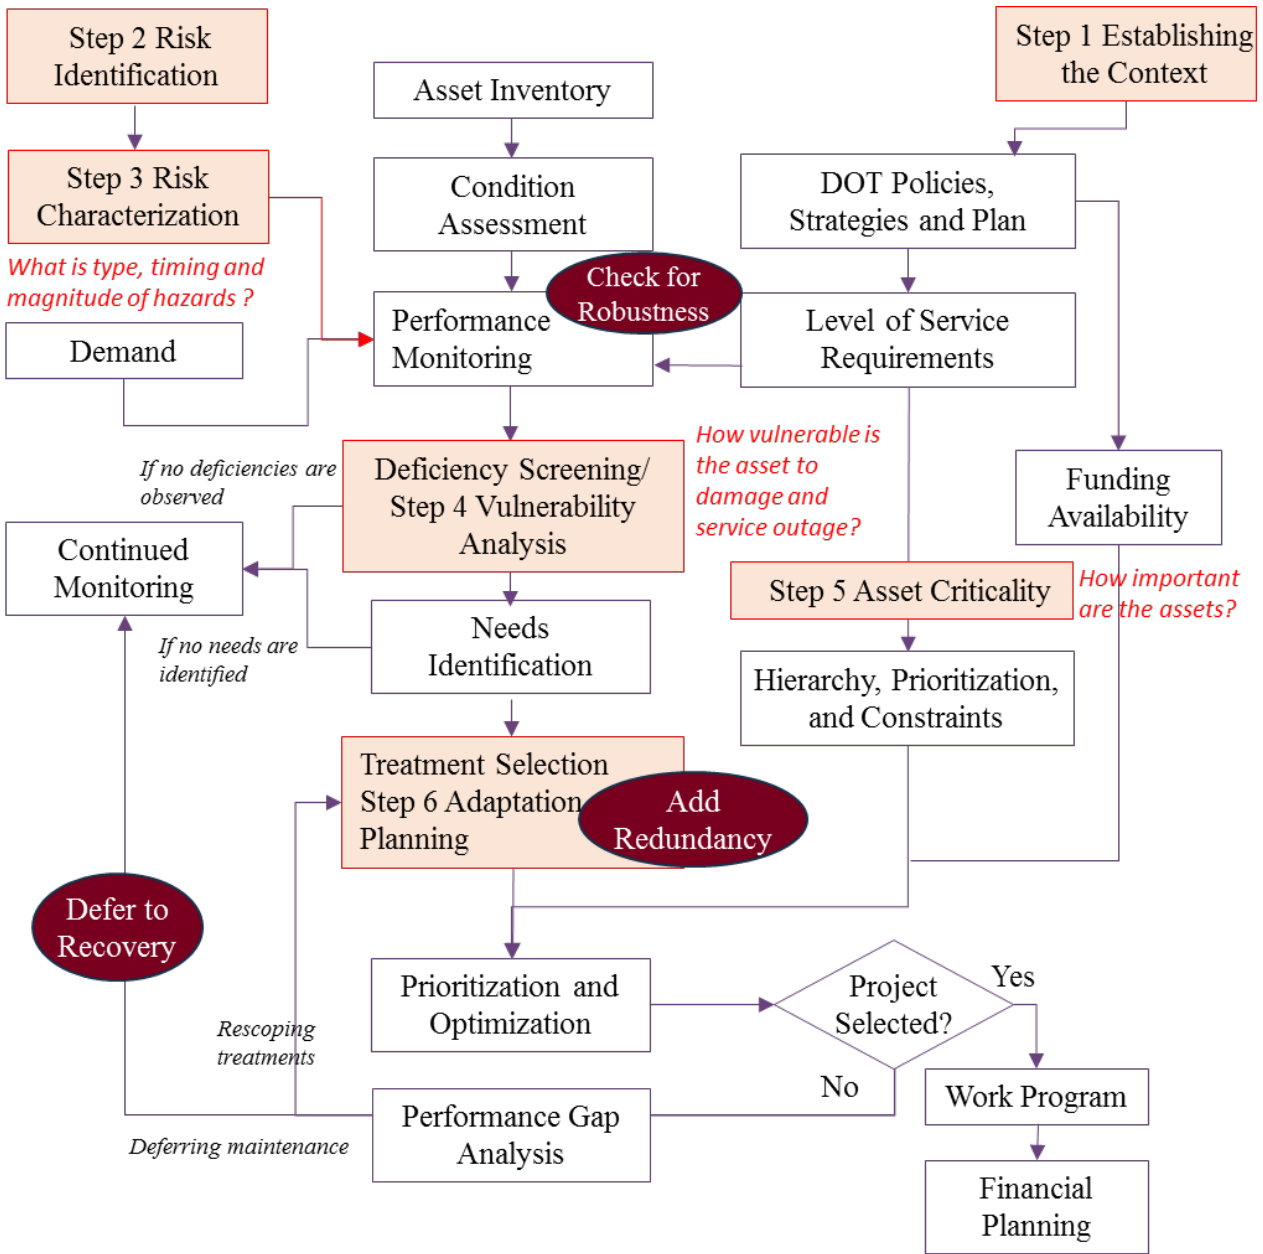 Step 2 Risk
Identification
Step 1 Establishing
the Context
Asset Inventory
Step 3 Risk
Characterization
Condition
Assessment
DOT Policies,
Strategies and Plan
What is type, timing and
magnitude of hazards ?
Check for
Robustness
Demand
Performance
Monitoring
Level of Service
Requirements
If no deficiencies are
observed
Deficiency Screening/
Step 4 Vulnerability
Analysis
How vulnerable is
the asset to
damage and
service outage?
Funding
Availability
Continued
Monitoring
Step 5 Asset Criticality
How important
are the assets?
If no needs are
identified
Needs
Identification
Hierarchy, Prioritization,
and Constraints
Treatment Selection
Step 6 Adaptation
Planning
Add
Redundancy
Defer to
Recovery
Prioritization and
Optimization
Project
Selected?
Yes
Rescoping
treatments
No
Work Program
Performance Gap
Analysis
Deferring maintenance
Financial
Planning